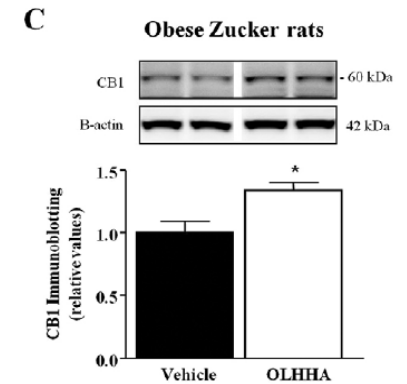 C
Obese Zucker rats
CB1
- 60 kDa
B-actin
42 kDa
CB1 Immunoblotting
(relative values)
1.5
1.0
0.5
0.0
*
Vehicle
OLHHA